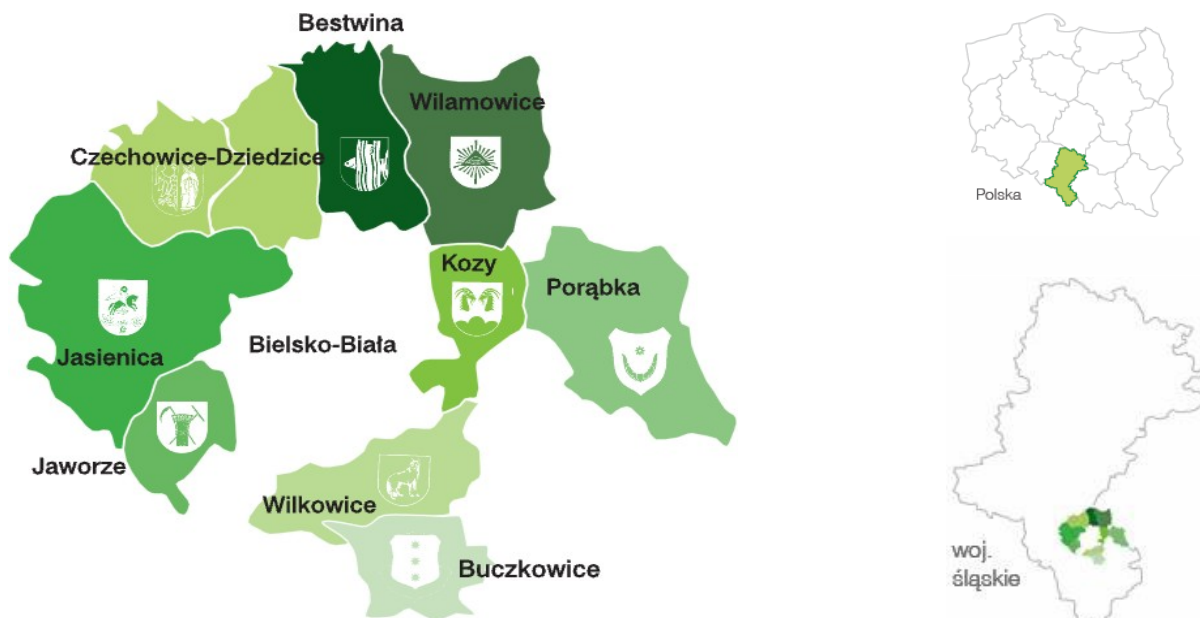 Bestwina
Wilamowice
Czechowice-Dziedzice
Kozy
Porąbka
Bielsko-Biała
Jasienica
Jaworze
Wilkowice
Buczkowice
Polska
woj.
śląskie